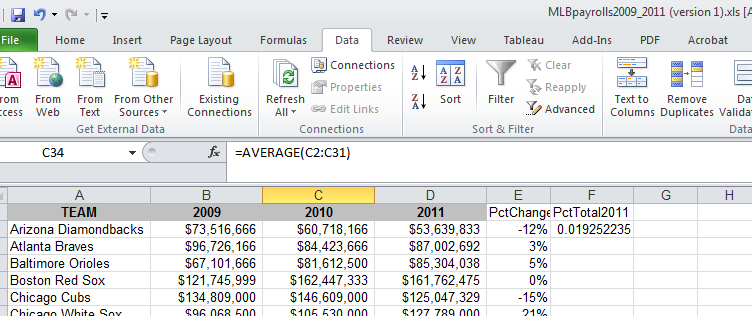 MLBpayrolls2009_2011 (version 1).xls [A
File Home Insert Page Layout Formulas Data Review View Tableau Add-Ins PDF Acrobat
From Access
From Web
From Text
From Other Sources
Existing Connections
Get External Data
Refresh All
Connections
Properties
Edit Links
Connections
A Z
Z A
Sort
Filter
Clear
Reapply
Advanced
Sort & Filter
Text to Columns
Remove Duplicates
Dat Valida
Data
C34 fx =AVERAGE(C2:C31)
A B C D E F G H
TEAM 2009 2010 2011 PctChange PctTotal2011
Arizona Diamondbacks $73,516,666 $60,718,166 $53,639,833 -12% 0.019252235
Atlanta Braves $96,726,166 $84,423,666 $87,002,692 3%
Baltimore Orioles $67,101,666 $81,612,500 $85,304,038 5%
Boston Red Sox $121,745,999 $162,447,333 $161,762,475 0%
Chicago Cubs $134,809,000 $146,609,000 $125,047,329 -15%
Chicago White Sox $96,068,500 $105,530,000 $127,789,000 21%